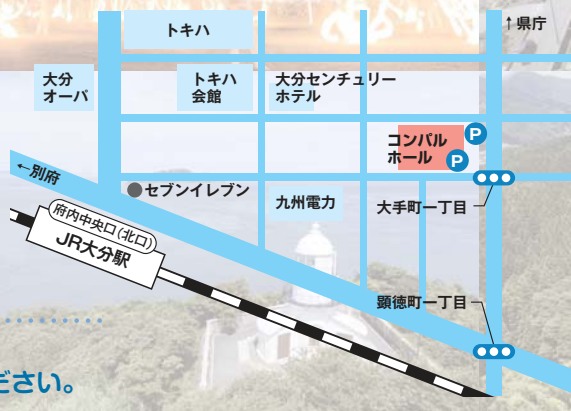 トキハ
↑県庁
大分
オーパ
トキハ
会館
大分センチュリー
ホテル
コンパル
ホール
P
P
←別府
セブンイレブン
九州電力
大手町一丁目
府内中央口(北口)
JR大分駅
顕徳町一丁目
ださい。